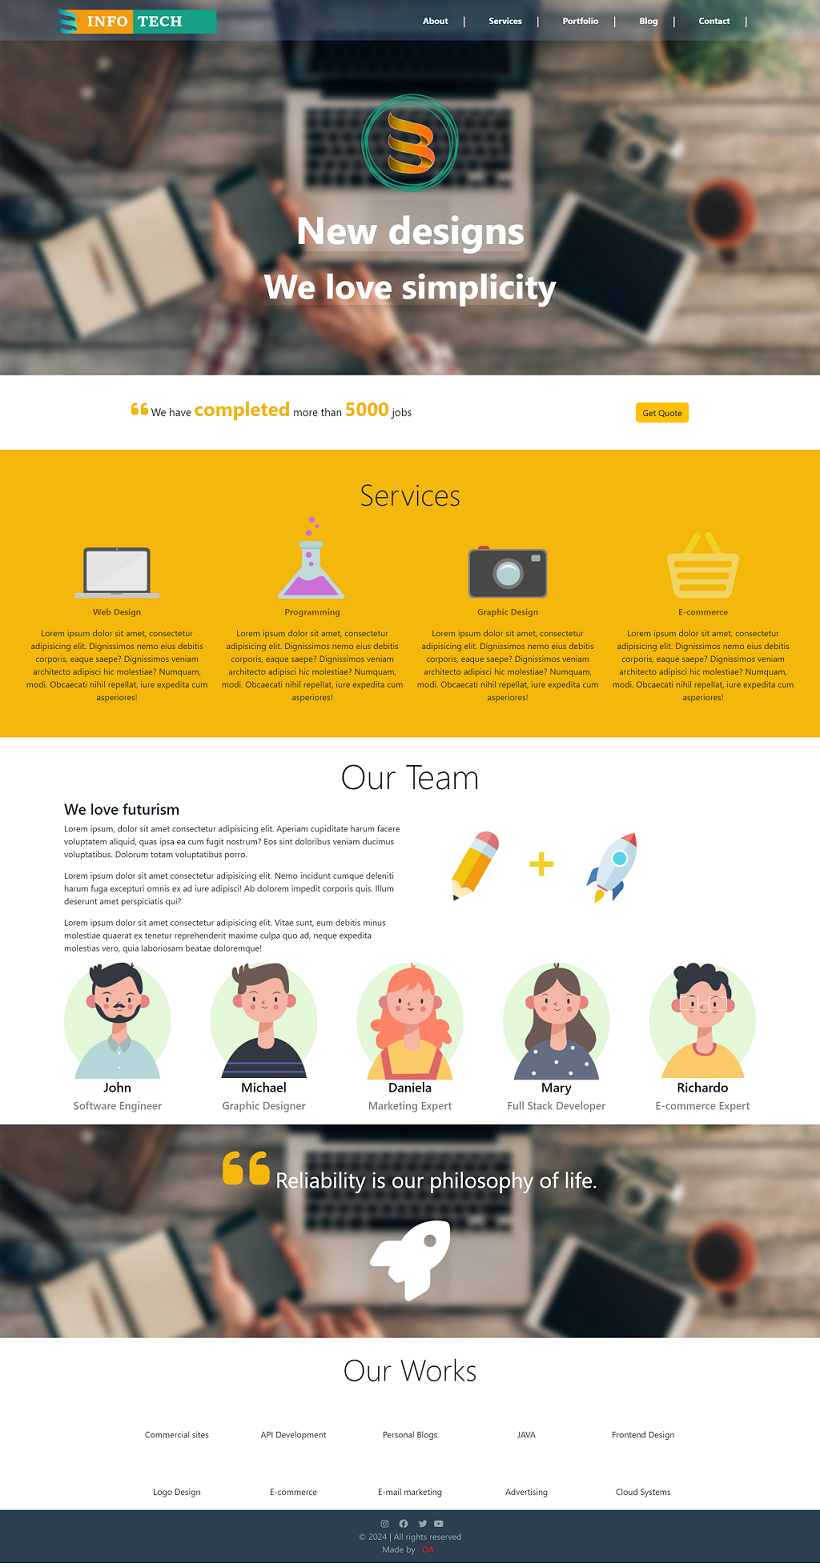 INFO TECH
About | Services | Portfolio | Blog | Contact |
New designs
We love simplicity
We have completed more than 5000 jobs
Get Quote
Services
Web Design
Lorem ipsum dolor sit amet, consectetur
adipisicing elit. Dignissimos nemo eius debitis
corporis, eaque saepe? Dignissimos veniam
architecto adipisci hic molestiae? Numquam,
modi. Obcaecati nihil repellat, iure expedita cum
asperiores!
Programming
Lorem ipsum dolor sit amet, consectetur
adipisicing elit. Dignissimos nemo eius debitis
corporis, eaque saepe? Dignissimos veniam
architecto adipisci hic molestiae? Numquam,
modi. Obcaecati nihil repellat, iure expedita cum
asperiores!
Graphic Design
Lorem ipsum dolor sit amet, consectetur
adipisicing elit. Dignissimos nemo eius debitis
corporis, eaque saepe? Dignissimos veniam
architecto adipisci hic molestiae? Numquam,
modi. Obcaecati nihil repellat, iure expedita cum
asperiores!
E-commerce
Lorem ipsum dolor sit amet, consectetur
adipisicing elit. Dignissimos nemo eius debitis
corporis, eaque saepe? Dignissimos veniam
architecto adipisci hic molestiae? Numquam,
modi. Obcaecati nihil repellat, iure expedita cum
asperiores!
Our Team
We love futurism
Lorem ipsum, dolor sit amet consectetur adipisicing elit. Aperiam cupiditate harum facere
voluptatem aliquid, quas ipsa ea cum fugit nostrum? Eos sint doloribus veniam ducimus
voluptatibus. Dolorum totam voluptatibus porro.
Lorem ipsum dolor sit amet consectetur adipisicing elit. Nemo incidunt cumque deleniti
harum fuga excepturi omnis ex ad iure adipisci! Ab dolorem impedit corporis quis. Illum
deserunt amet perspiciatis qui?
Lorem ipsum dolor sit amet consectetur adipisicing elit. Vitae sunt, eum debitis minus
molestiae quaerat ex tenetur reprehenderit maxime culpa quo ad, neque expedita
molestias vero, quia laboriosam beatae doloremque!
John
Software Engineer
Michael
Graphic Designer
Daniela
Marketing Expert
Mary
Full Stack Developer
Richardo
E-commerce Expert
Reliability is our philosophy of life.
Our Works
Commercial sites
API Development
Personal Blogs
JAVA
Frontend Design
Logo Design
E-commerce
E-mail marketing
Advertising
Cloud Systems
© 2024 | All rights reserved
Made by OA